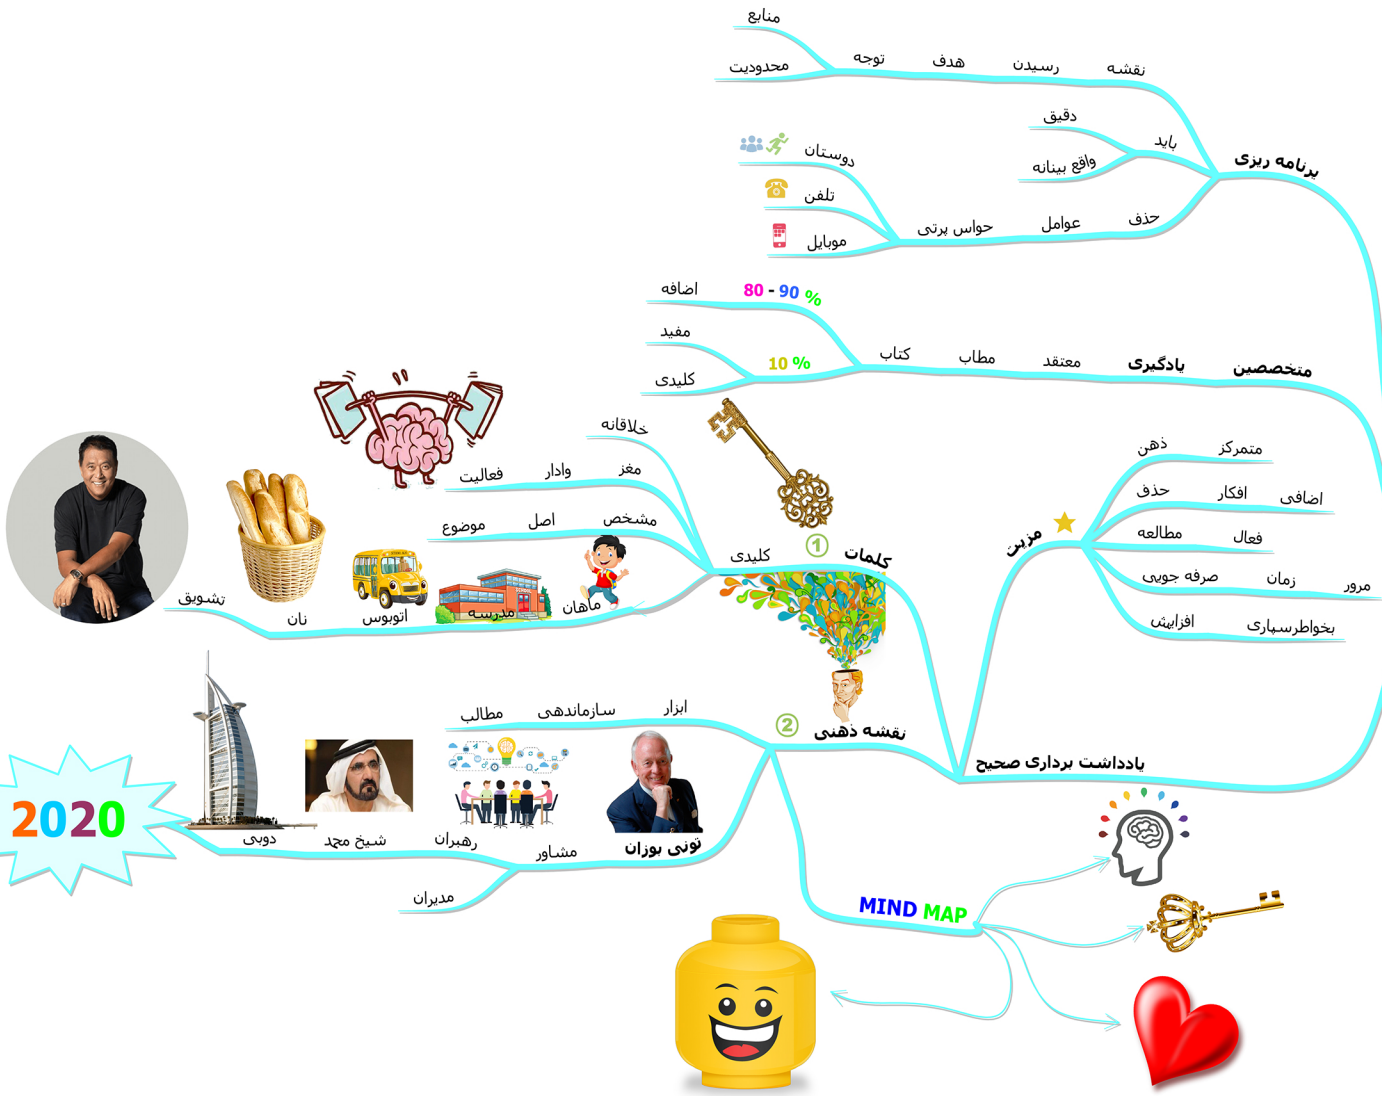 برنامه ریزی
نقشه
رسیدن
هدف
توجه
منابع
محدودیت
باید
دقیق
واقع بینانه
حذف
عوامل
حواس پرتی
دوستان
تلفن
موبایل
متخصصین
یادگیری
معتقد
مطاب
کتاب
80 - 90 %
اضافه
10 %
مفید
کلیدی
یادداشت برداری صحیح
مزیت
ذهن
متمرکز
حذف
افکار
اضافی
مطالعه
فعال
صرفه جویی
زمان
مرور
افزایش
بخواطرسپاری
1
کلمات
کلیدی
خلاقانه
مغز
وادار
فعالیت
مشخص
اصل
موضوع
ماهان
مدرسه
SCHOOL
اتوبوس
نان
تشویق
2
نقشه ذهنی
ابزار
سازماندهی
مطالب
تونی بوزان
مشاور
رهبران
شیخ محمد
دوبی
مدیران
2020
MIND MAP